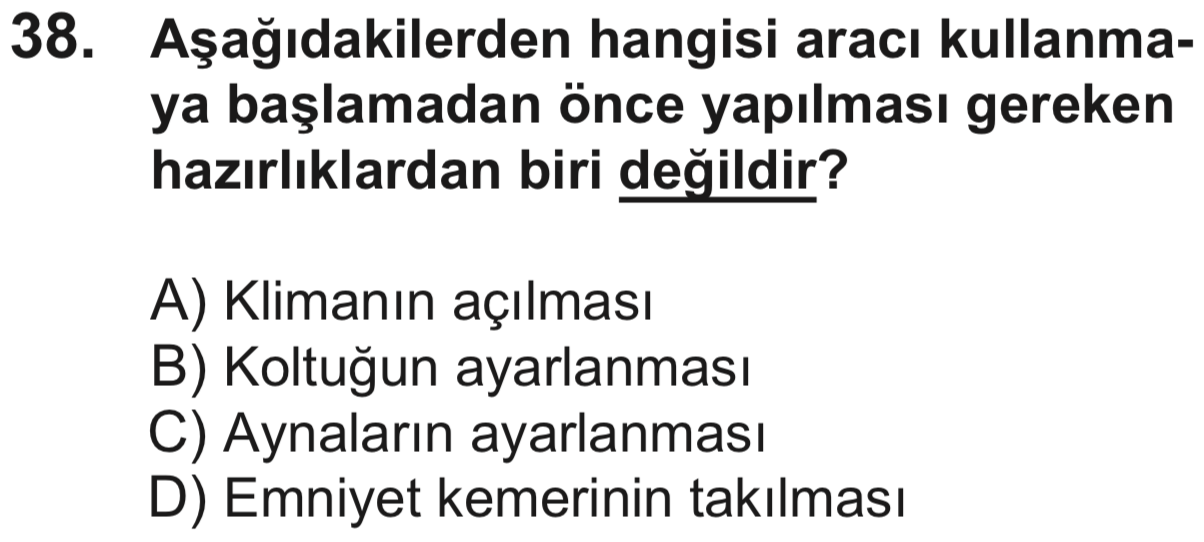 38. Aşağıdakilerden hangisi aracı kullanma-
ya başlamadan önce yapılması gereken
hazırlıklardan biri değildir?
A) Klimanın açılması
B) Koltuğun ayarlanması
C) Aynaların ayarlanması
D) Emniyet kemerinin takılması